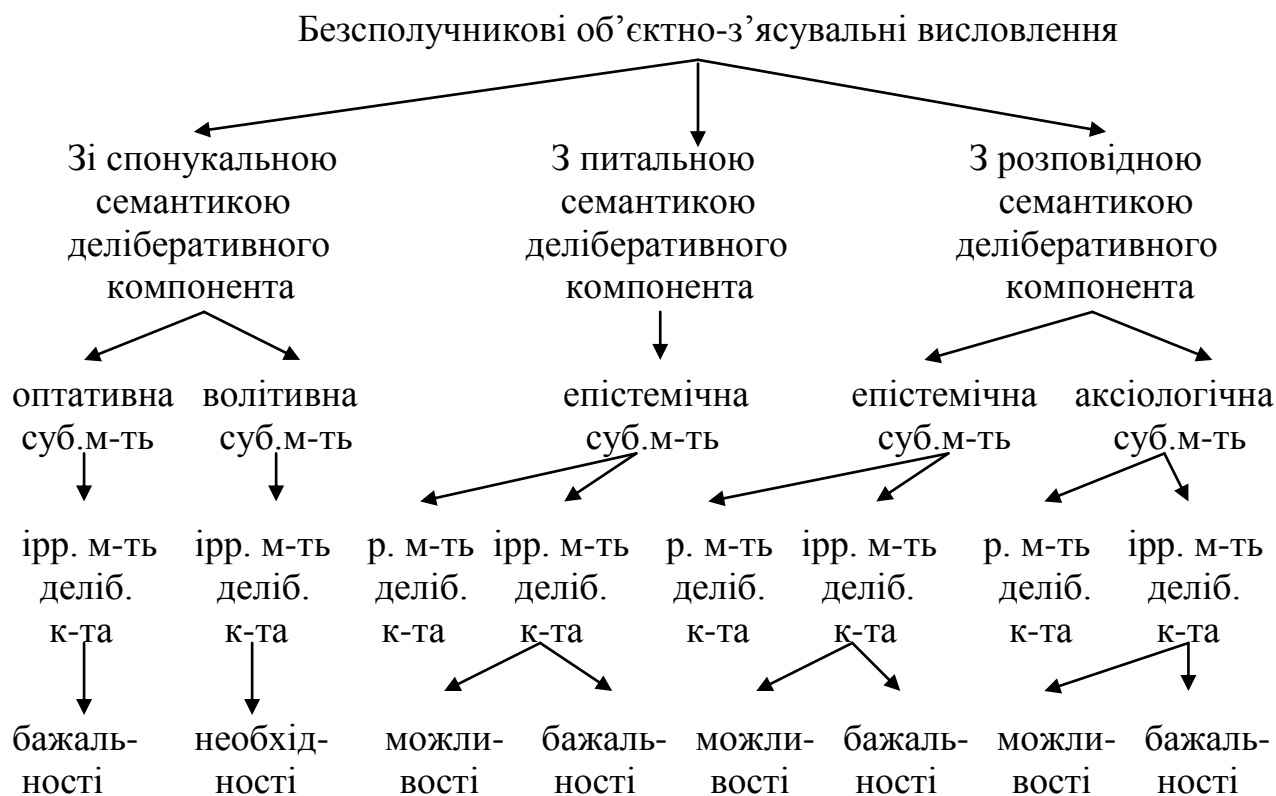 Безсполучникові об’єктно-з’ясувальні висловлення
Зі спонукальною З питальною З розповідною
семантикою семантикою семантикою
деліберативного деліберативного деліберативного
компонента компонента компонента
оптативна волітивна епістемічна епістемічна аксіологічна
суб.м-ть суб.м-ть суб.м-ть суб.м-ть суб.м-ть
ірр. м-ть ірр. м-ть р. м-ть ірр. м-ть р. м-ть ірр. м-ть р. м-ть ірр. м-ть
деліб. деліб. деліб. деліб. деліб. деліб. деліб. деліб.
к-та к-та к-та к-та к-та к-та к-та к-та
бажаль- необхід- можли- бажаль- можли- бажаль- можли- бажаль-
ності ності вості ності вості ності вості ності